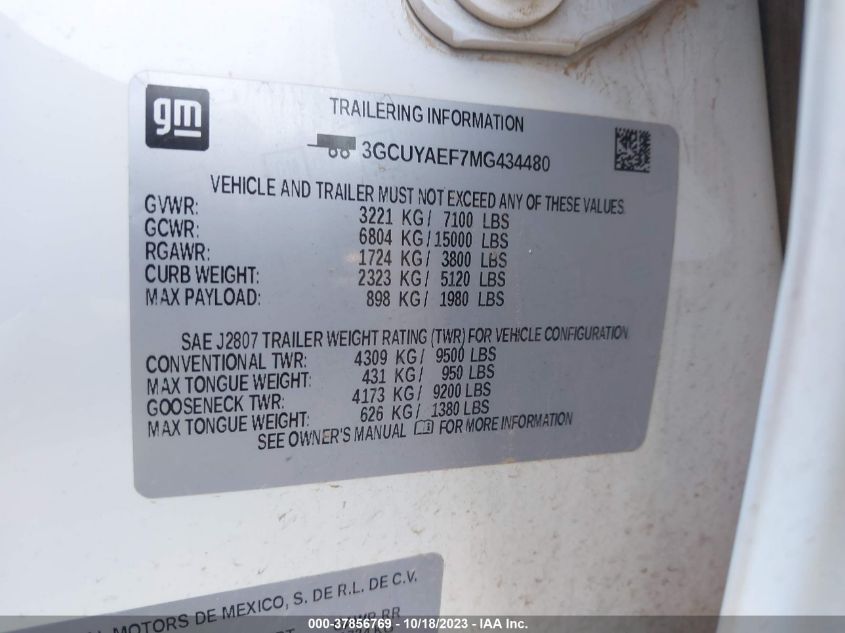 gm
TRAILERING INFORMATION
3GCUYAEF7MG434480
VEHICLE AND TRAILER MUST NOT EXCEED ANY OF THESE VALUES.
GVWR: 3221 KG/ 7100 LBS
GCWR: 6804 KG/15000 LBS
RGAWR: 1724 KG/ 3800 LBS
CURB WEIGHT: 2323 KG/ 5120 LBS
MAX PAYLOAD: 898 KG/ 1980 LBS
SAE J2807 TRAILER WEIGHT RATING (TWR) FOR VEHICLE CONFIGURATION
CONVENTIONAL TWR: 4309 KG/ 9500 LBS
MAX TONGUE WEIGHT: 431 KG/ 950 LBS
GOOSENECK TWR: 4173 KG/ 9200 LBS
MAX TONGUE WEIGHT: 626 KG/ 1380 LBS
SEE OWNER'S MANUAL FOR MORE INFORMATION
MOTORS DE MEXICO, S. DE R.L. DE C.V.
RR
000-37856769 - 10/18/2023 - iaai.com